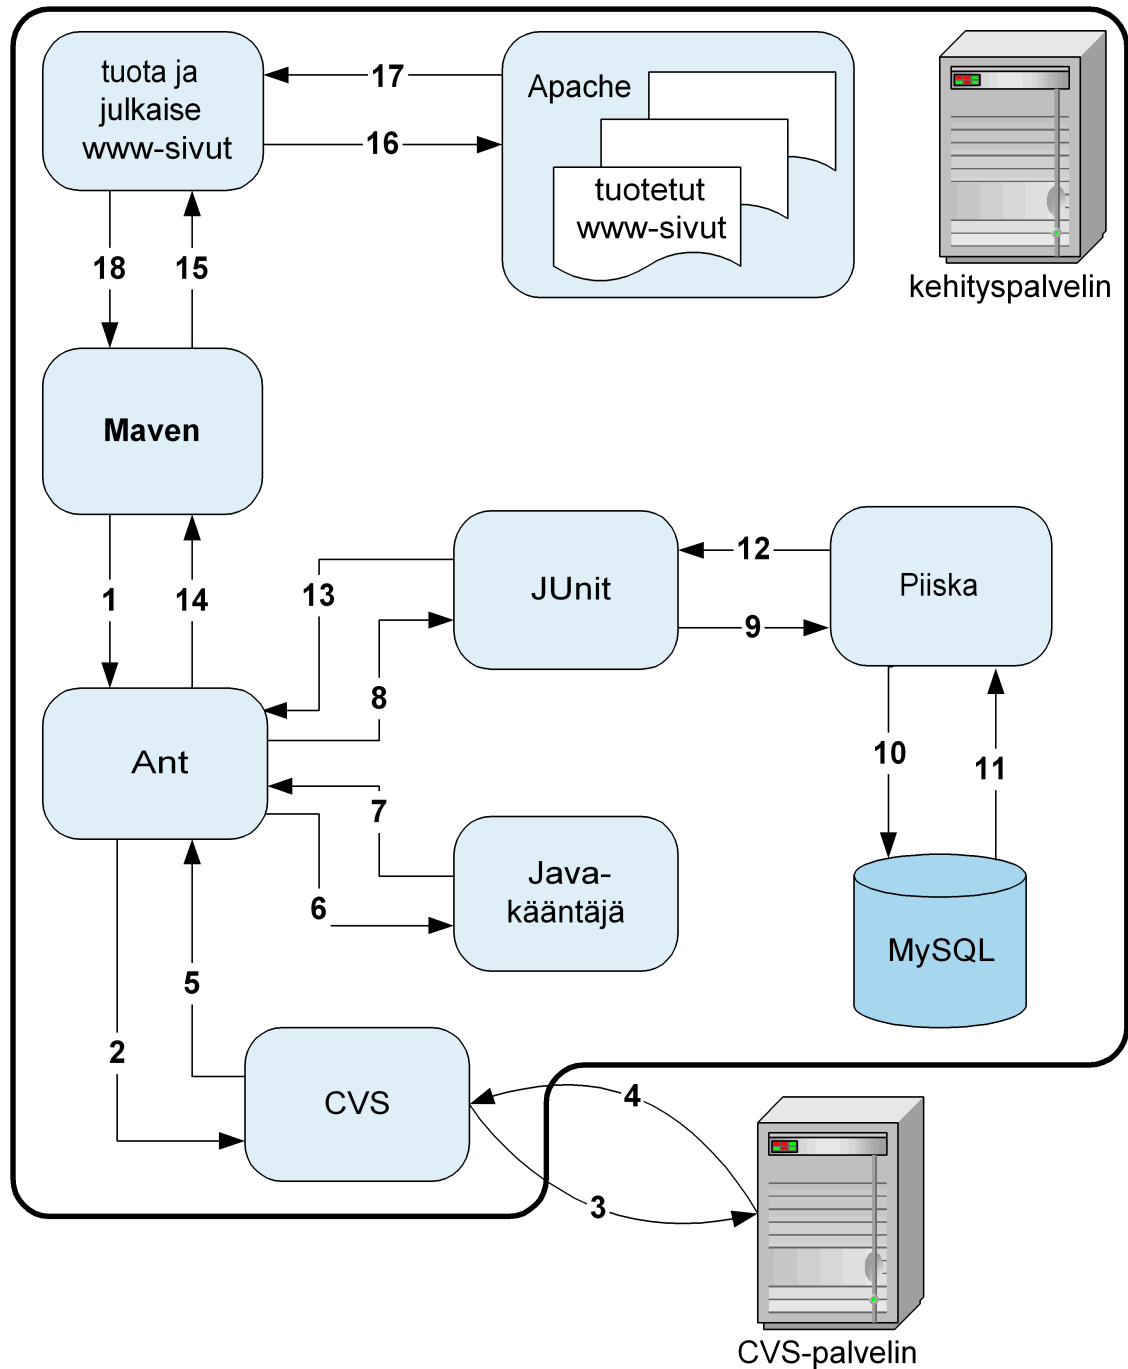 tuota ja
julkaise
www-sivut
17
16
Apache
tuotetut
www-sivut
kehityspalvelin
18
15
Maven
1
14
13
JUnit
12
9
Piiska
8
10
11
Ant
7
6
Java-
kääntäjä
MySQL
5
2
CVS
4
3
CVS-palvelin